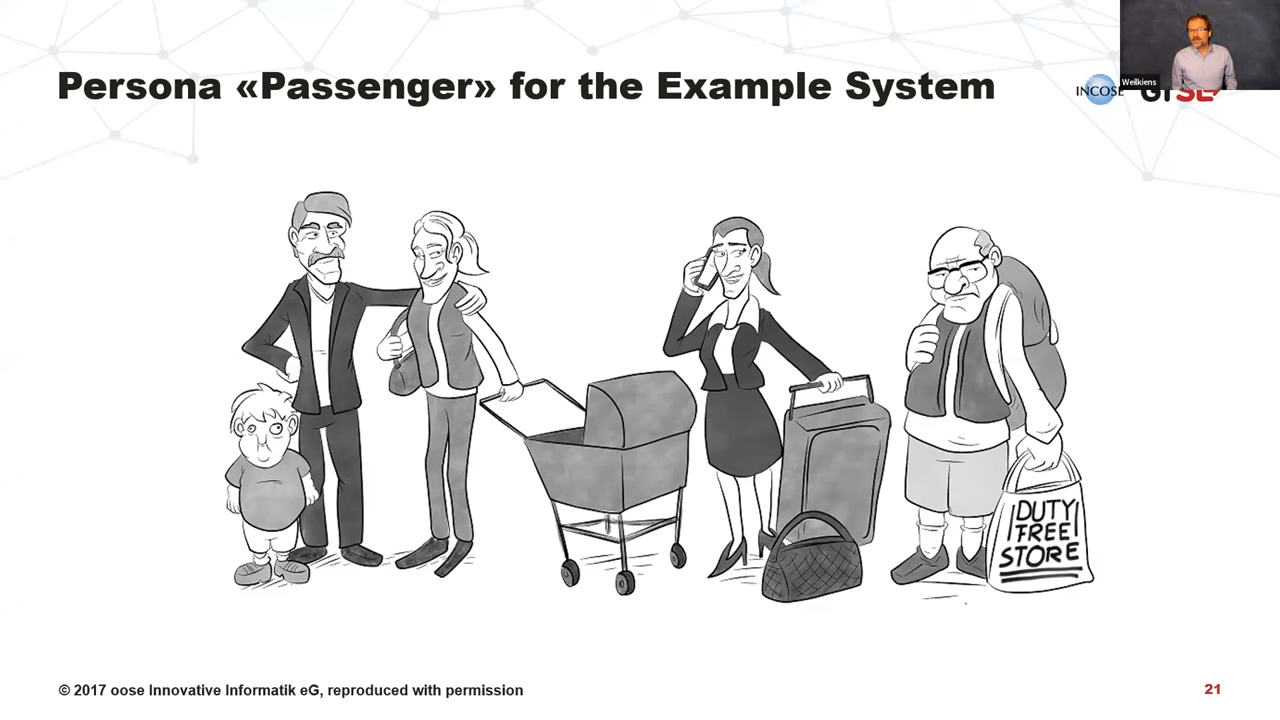 Persona «Passenger» for the Example System
Weilkiens
INCOSE
DUTY
FREE
STORE
© 2017 oose Innovative Informatik eG, reproduced with permission
21